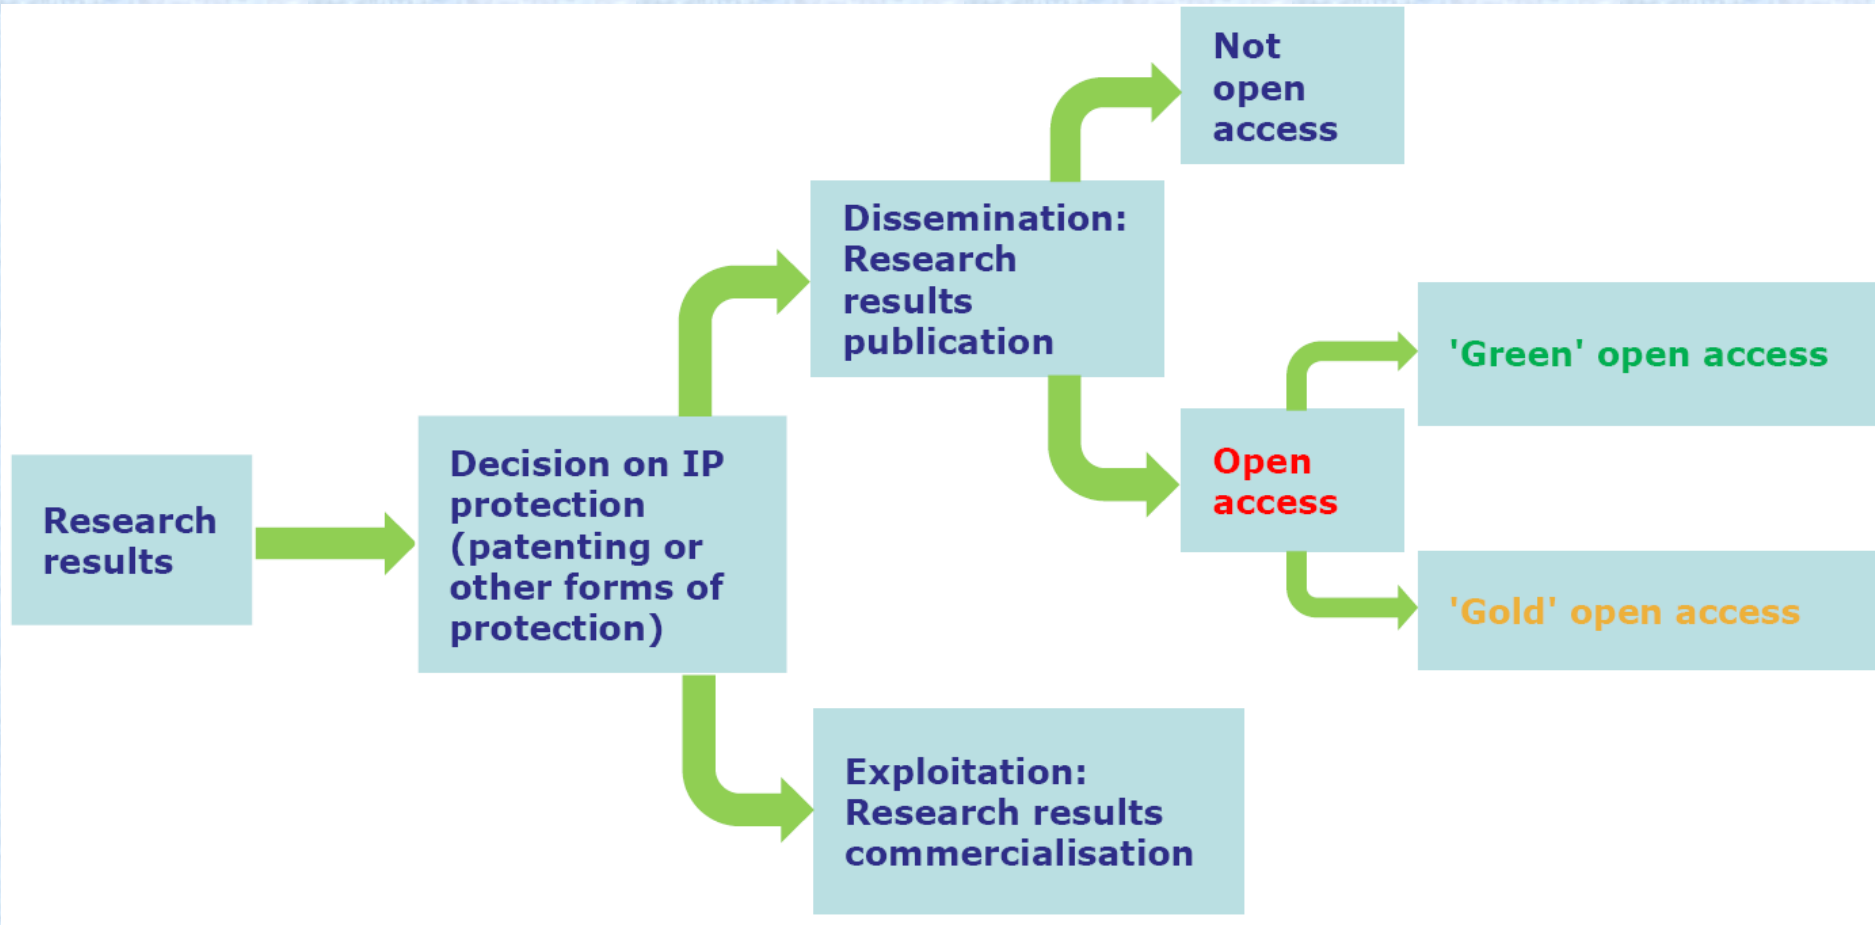 Research
results
Decision on IP
protection
(patenting or
other forms of
protection)
Dissemination:
Research
results
publication
Not
open
access
Open
access
'Green' open access
'Gold' open access
Exploitation:
Research results
commercialisation